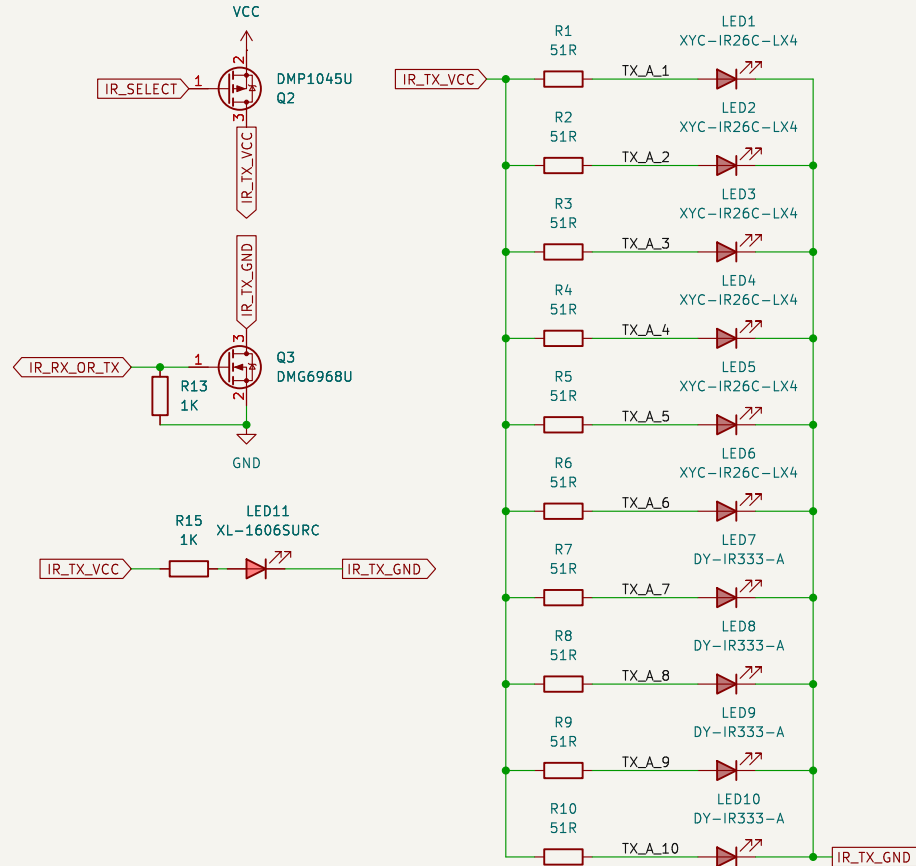 VCC
2
IR_SELECT
1
DMP1045U
Q2
3
IR_TX_VCC
IR_TX_GND
3
IR_RX_OR_TX
1
Q3
DMG6968U
R13
1K
2
GND
R15
1K
LED11
XL-1606SURC
IR_TX_VCC
IR_TX_GND
IR_TX_VCC
R1
51R
TX_A_1
LED1
XYC-IR26C-LX4
R2
51R
TX_A_2
LED2
XYC-IR26C-LX4
R3
51R
TX_A_3
LED3
XYC-IR26C-LX4
R4
51R
TX_A_4
LED4
XYC-IR26C-LX4
R5
51R
TX_A_5
LED5
XYC-IR26C-LX4
R6
51R
TX_A_6
LED6
XYC-IR26C-LX4
R7
51R
TX_A_7
LED7
DY-IR333-A
R8
51R
TX_A_8
LED8
DY-IR333-A
R9
51R
TX_A_9
LED9
DY-IR333-A
R10
51R
TX_A_10
LED10
DY-IR333-A
IR_TX_GND